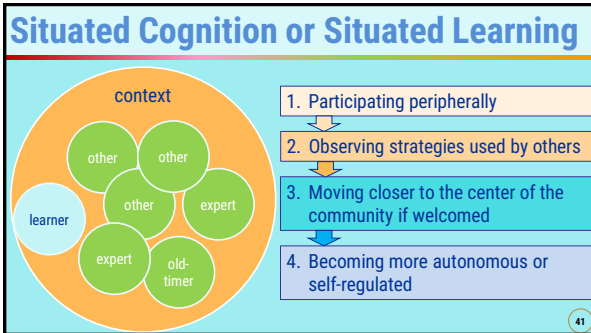 Situated Cognition or Situated Learning
context
other
other
other
expert
learner
expert
old-
timer
1. Participating peripherally
2. Observing strategies used by others
3. Moving closer to the center of the
community if welcomed
4. Becoming more autonomous or
self-regulated
41